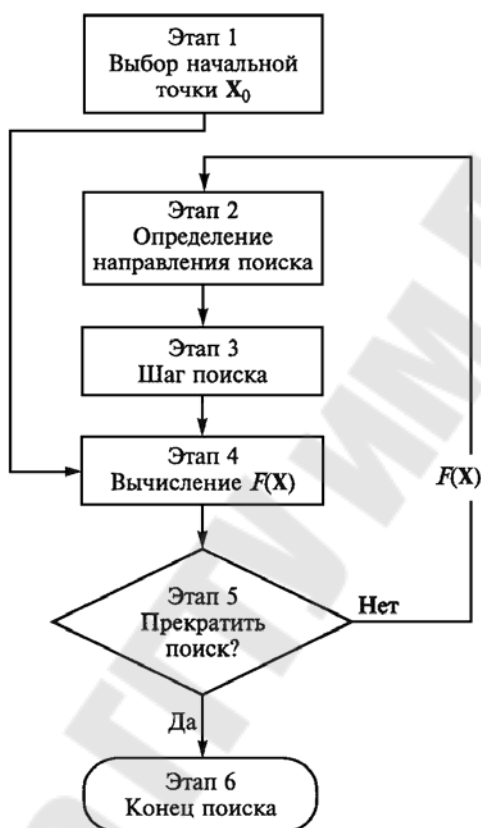 Этап 1
Выбор начальной
точки X₀
Этап 2
Определение
направления поиска
Этап 3
Шаг поиска
Этап 4
Вычисление F(X)
F(X)
Этап 5
Прекратить
поиск?
Нет
Да
Этап 6
Конец поиска